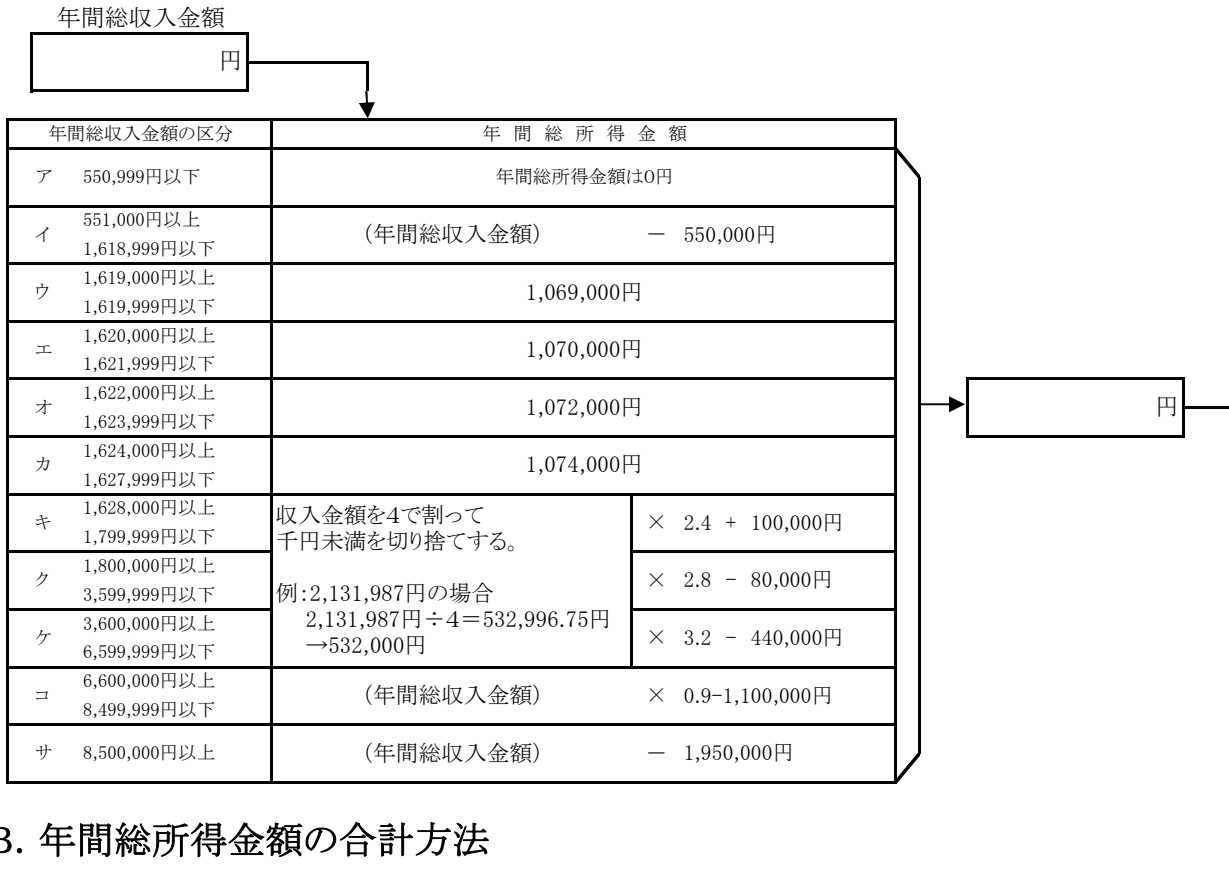 年間総収入金額
円
年間総収入金額の区分
年 間 総 所 得 金 額
ア 550,999円以下
年間総所得金額は0円
イ
551,000円以上
1,618,999円以下
(年間総収入金額) － 550,000円
ウ
1,619,000円以上
1,619,999円以下
1,069,000円
エ
1,620,000円以上
1,621,999円以下
1,070,000円
オ
1,622,000円以上
1,623,999円以下
1,072,000円
カ
1,624,000円以上
1,627,999円以下
1,074,000円
キ
1,628,000円以上
1,799,999円以下
収入金額を4で割って
千円未満を切り捨てする。
例:2,131,987円の場合
2,131,987円÷4＝532,996.75円
→532,000円
× 2.4 + 100,000円
ク
1,800,000円以上
3,599,999円以下
× 2.8 - 80,000円
ケ
3,600,000円以上
6,599,999円以下
× 3.2 - 440,000円
コ
6,600,000円以上
8,499,999円以下
(年間総収入金額) × 0.9-1,100,000円
サ 8,500,000円以上
(年間総収入金額) － 1,950,000円
円
3. 年間総所得金額の合計方法